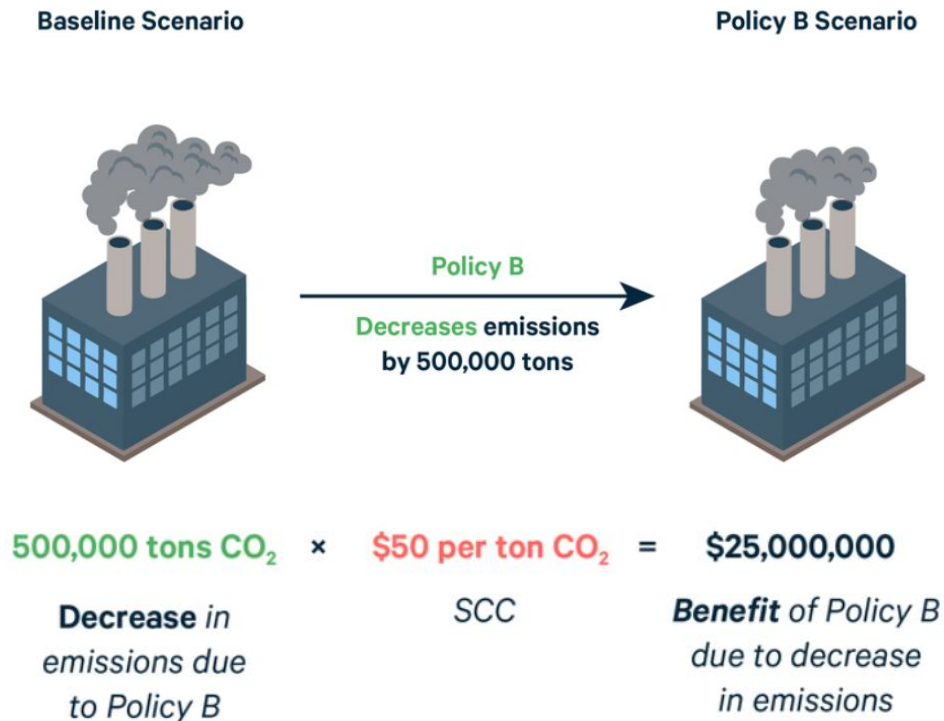 Baseline Scenario
Policy B Scenario
Policy B
Decreases emissions
by 500,000 tons
500,000 tons CO₂ × $50 per ton CO₂ = $25,000,000
Decrease in
emissions due
to Policy B
SCC
Benefit of Policy B
due to decrease
in emissions